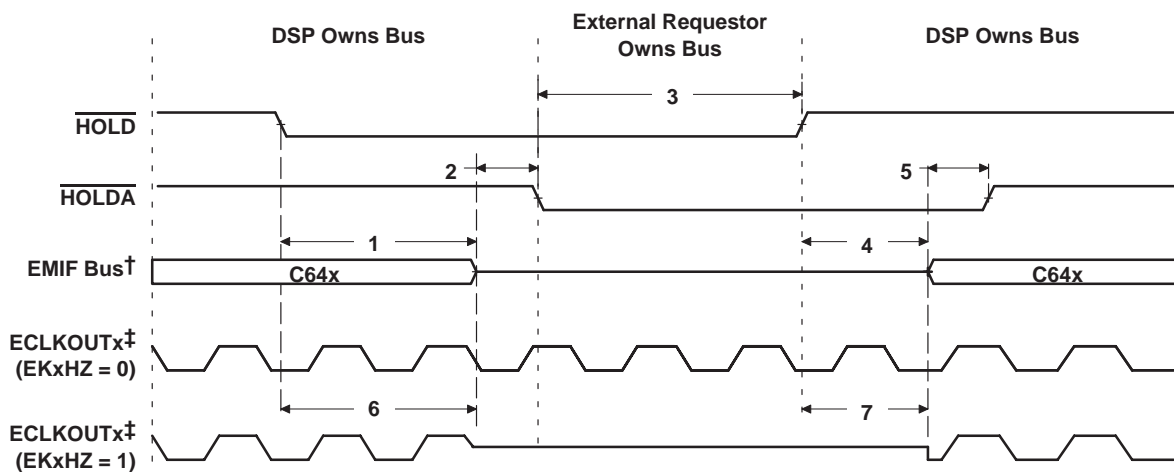 DSP Owns Bus
External Requestor
Owns Bus
DSP Owns Bus
3
HOLD
2
5
HOLDA
1
4
EMIF Bus†
C64x
C64x
ECLKOUTx‡
(EKxHZ = 0)
6
7
ECLKOUTx‡
(EKxHZ = 1)